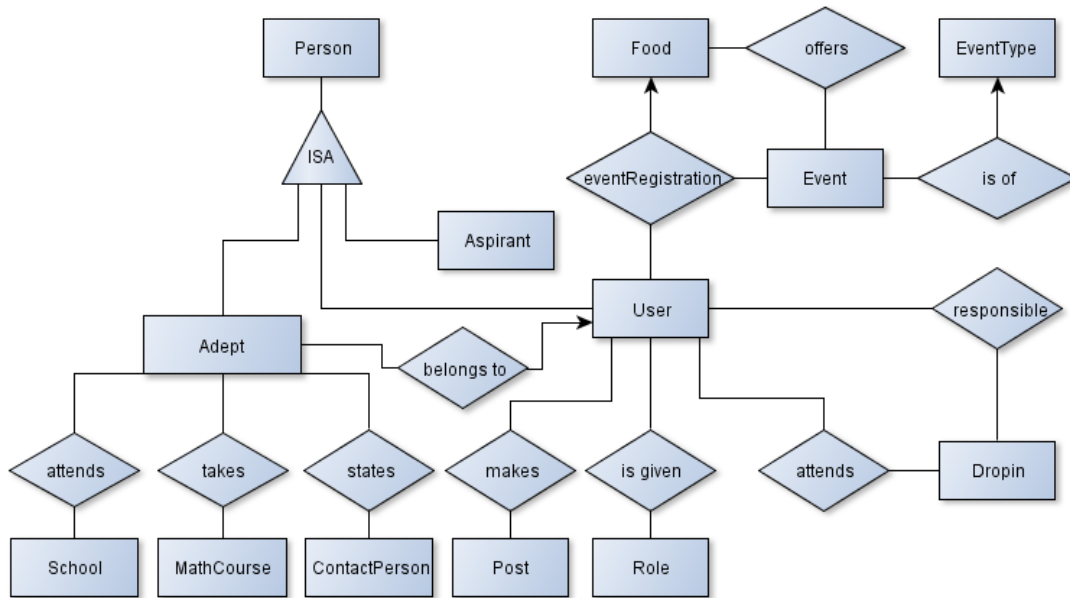 Person
Food
offers
EventType
ISA
eventRegistration
Event
is of
Aspirant
User
responsible
Adept
belongs to
attends
takes
states
makes
is given
attends
Dropin
School
MathCourse
ContactPerson
Post
Role